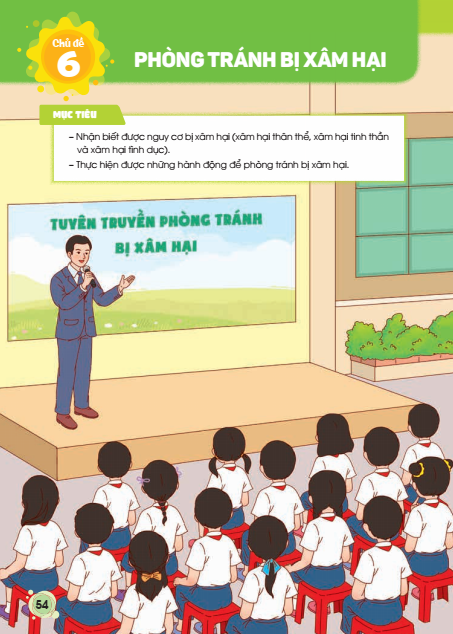 Chủ đề
6
PHÒNG TRÁNH BỊ XÂM HẠI
MỤC TIÊU
– Nhận biết được nguy cơ bị xâm hại (xâm hại thân thể, xâm hại tinh thần
và xâm hại tình dục).
– Thực hiện được những hành động để phòng tránh bị xâm hại.
TUYÊN TRUYỀN PHÒNG TRÁNH
BỊ XÂM HẠI
54